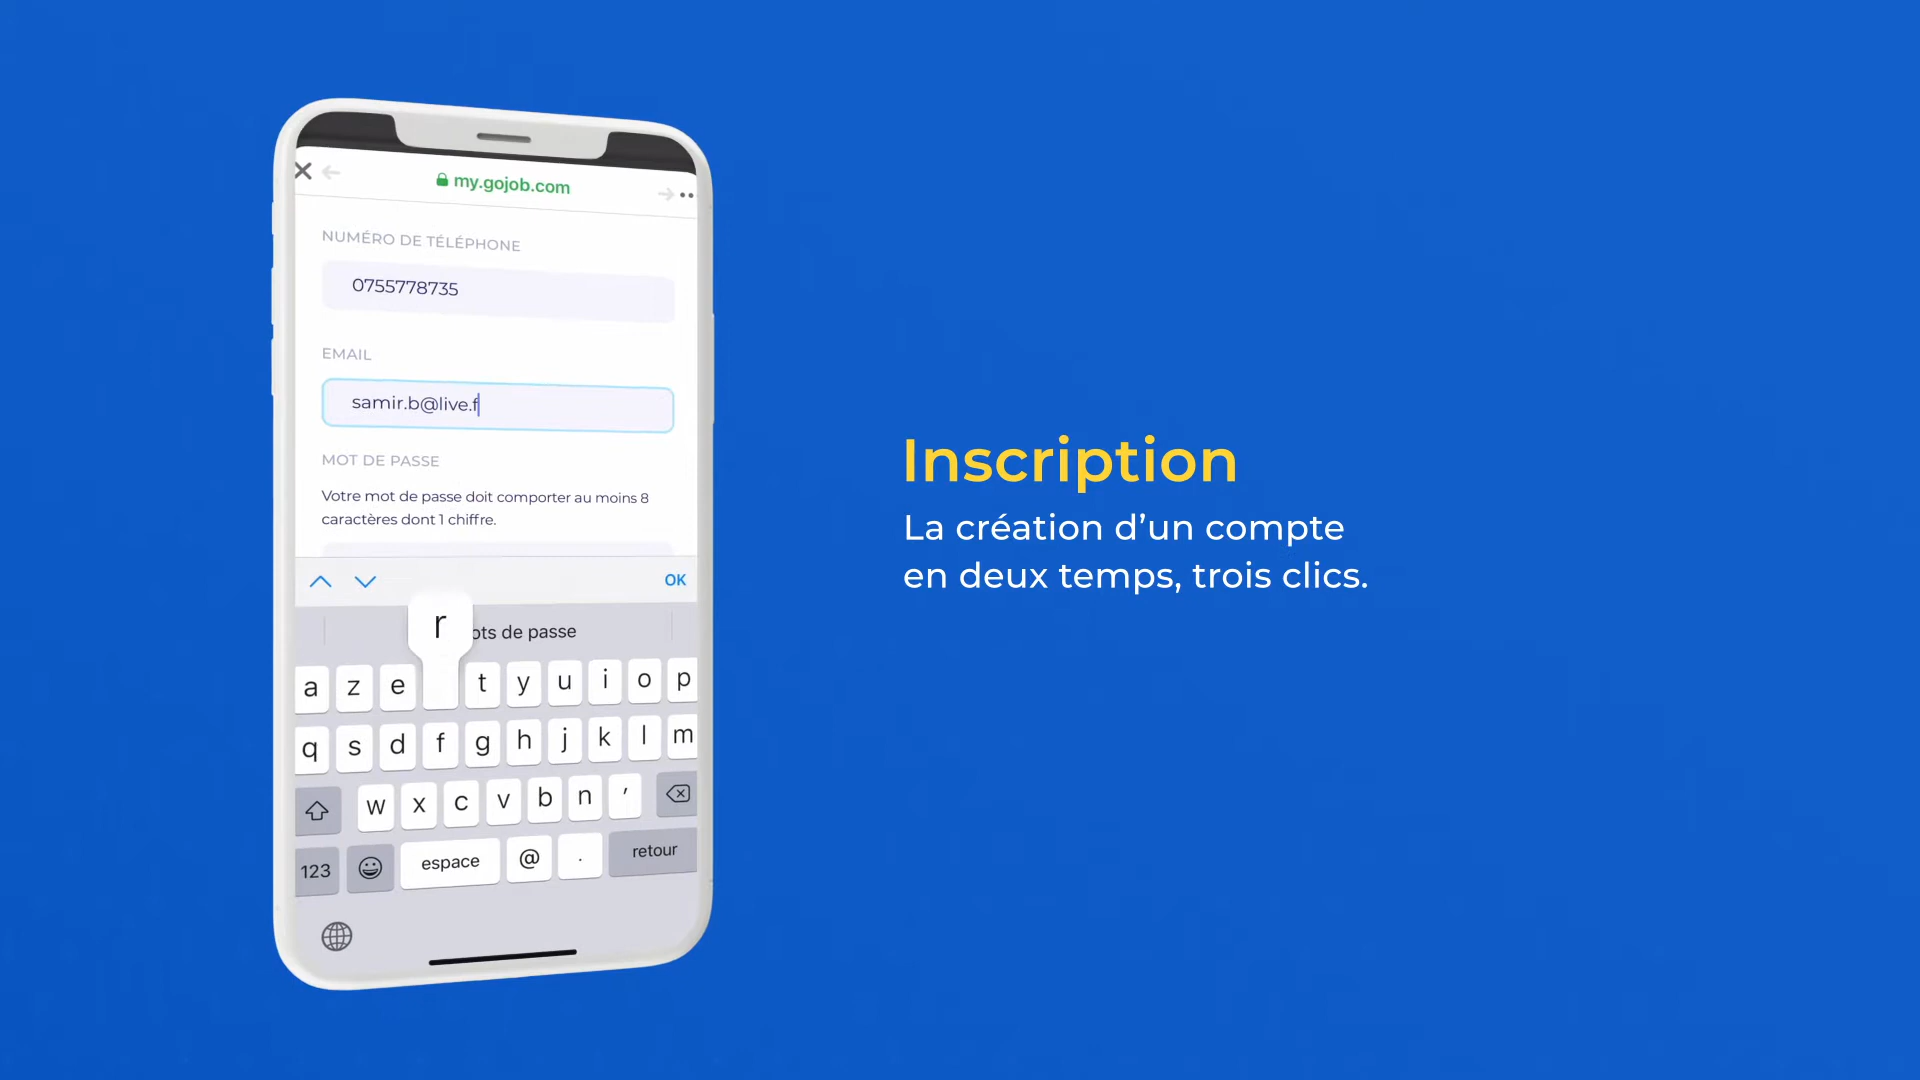 my.gojob.com
NUMÉRO DE TÉLÉPHONE
0755778735
EMAIL
samir.b@live.f
MOT DE PASSE
Votre mot de passe doit comporter au moins 8
caractères dont 1 chiffre.
OK
r
ots de passe
a z e t y u i o p
q s d f g h j k l m
w x c v b n ’
123 espace @ . retour
Inscription
La création d’un compte
en deux temps, trois clics.